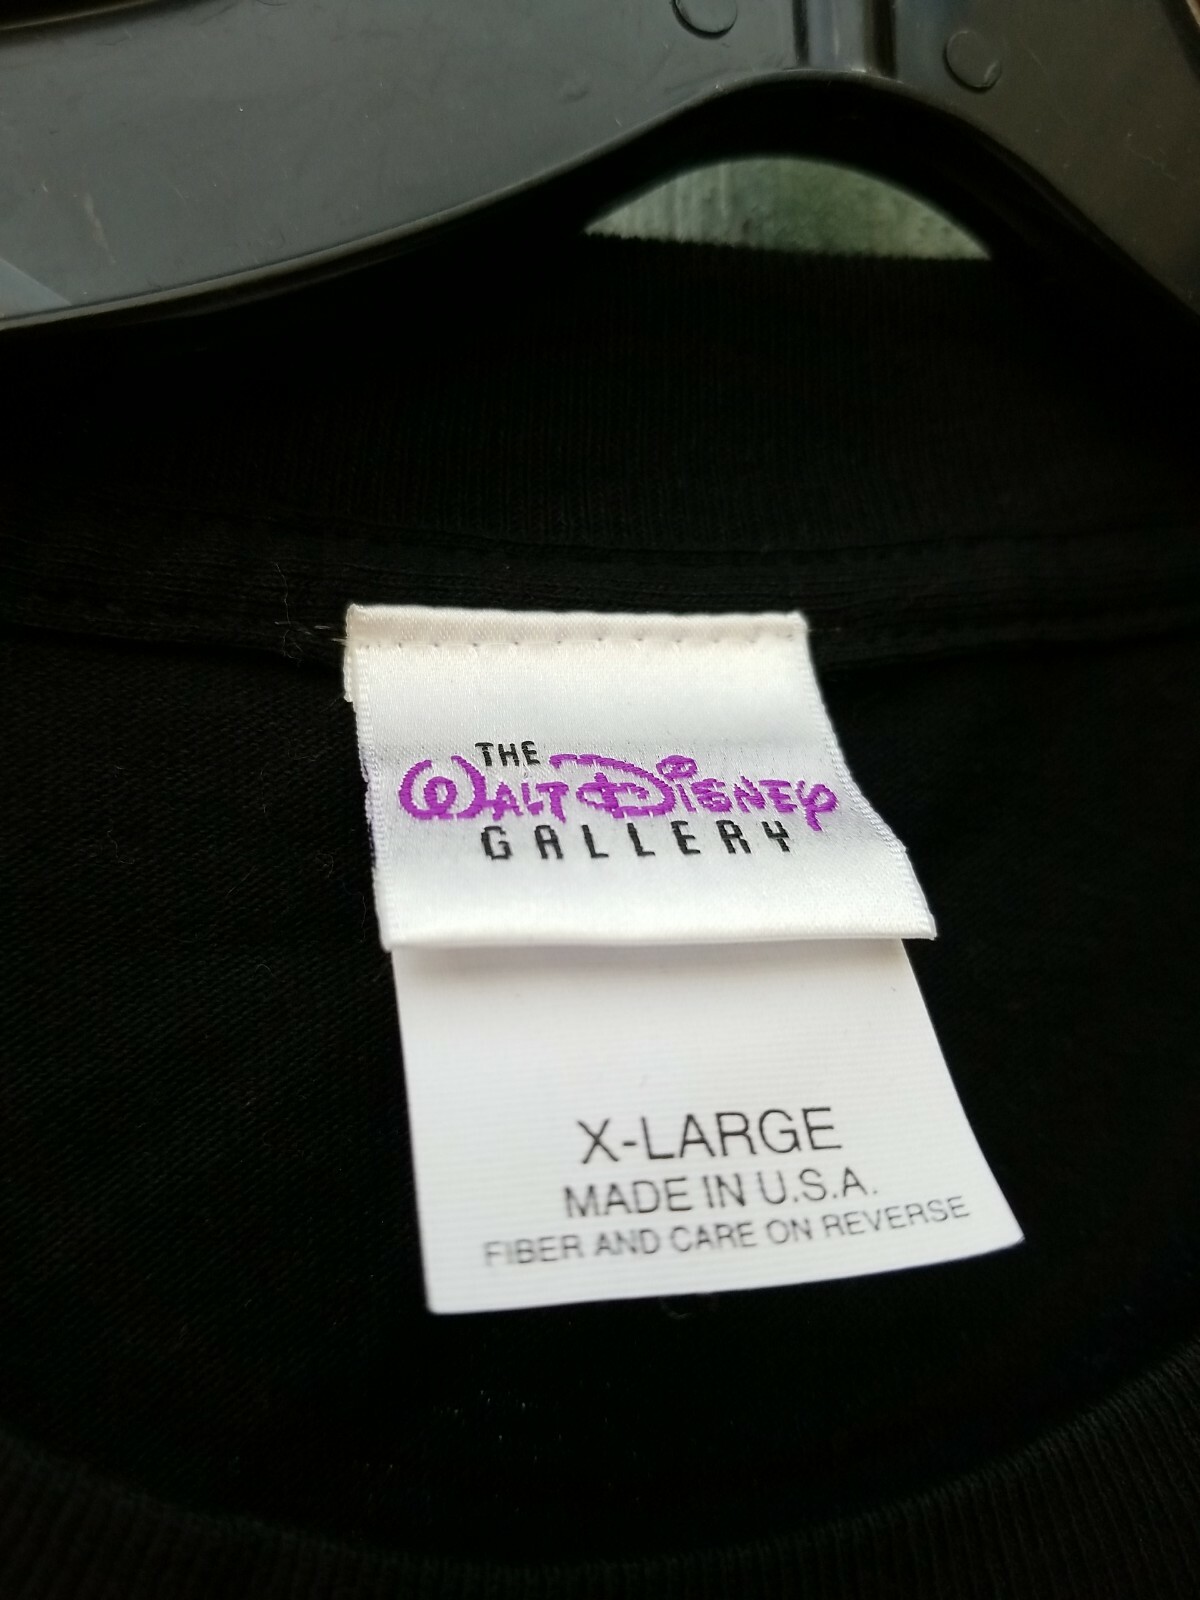 THE
WALT DISNEY
GALLERY
X-LARGE
MADE IN U.S.A.
FIBER AND CARE ON REVERSE